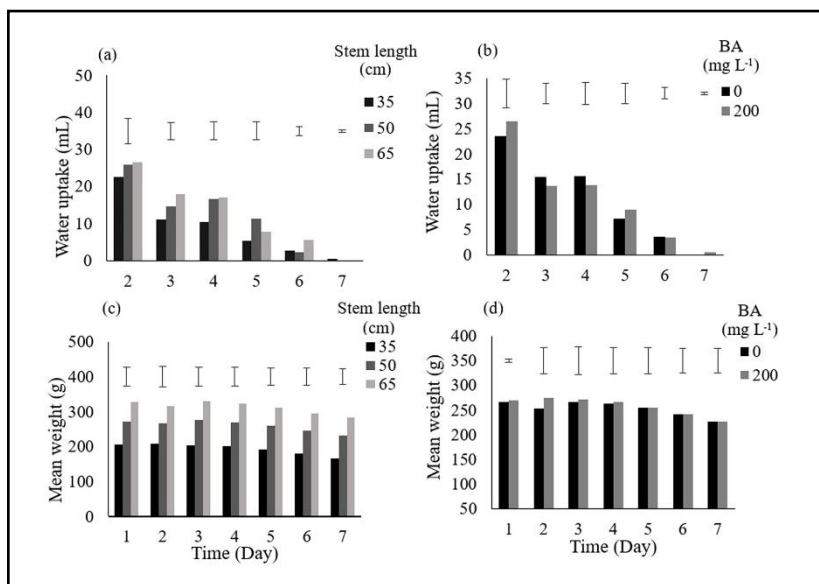 (a)
Stem length
(cm)
35
50
65
Water uptake (mL)
50
40
30
20
10
0
2 3 4 5 6 7
(b)
BA
(mg L⁻¹)
0
200
Water uptake (mL)
35
30
25
20
15
10
5
0
2 3 4 5 6 7
(c)
Stem length
(cm)
35
50
65
Mean weight (g)
500
400
300
200
100
0
1 2 3 4 5 6 7
Time (Day)
(d)
BA
(mg L⁻¹)
0
200
Mean weight (g)
400
350
300
250
200
150
100
50
1 2 3 4 5 6 7
Time (Day)